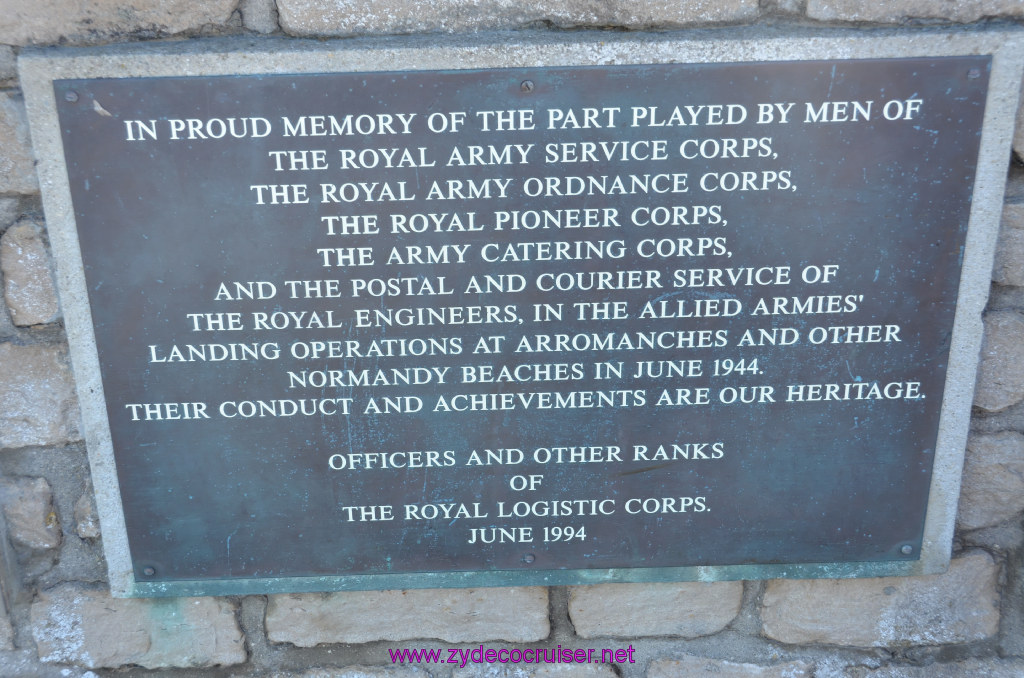 IN PROUD MEMORY OF THE PART PLAYED BY MEN OF
THE ROYAL ARMY SERVICE CORPS,
THE ROYAL ARMY ORDNANCE CORPS,
THE ROYAL PIONEER CORPS,
THE ARMY CATERING CORPS,
AND THE POSTAL AND COURIER SERVICE OF
THE ROYAL ENGINEERS, IN THE ALLIED ARMIES'
LANDING OPERATIONS AT ARROMANCHES AND OTHER
NORMANDY BEACHES IN JUNE 1944.
THEIR CONDUCT AND ACHIEVEMENTS ARE OUR HERITAGE.
OFFICERS AND OTHER RANKS
OF
THE ROYAL LOGISTIC CORPS.
JUNE 1994
www.zydecocruiser.net